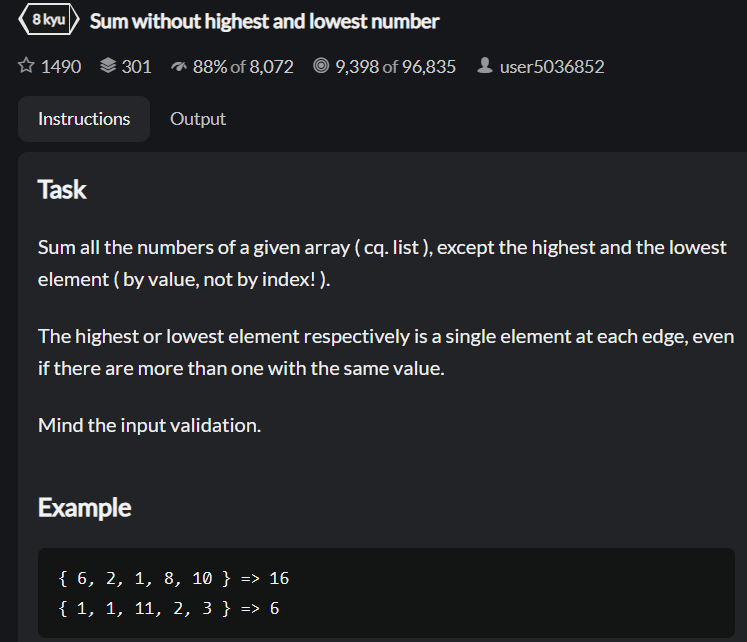 8 kyu Sum without highest and lowest number
1490 301 88% of 8,072 9,398 of 96,835 user5036852
Instructions Output
Task
Sum all the numbers of a given array ( cq. list ), except the highest and the lowest
element ( by value, not by index! ).
The highest or lowest element respectively is a single element at each edge, even
if there are more than one with the same value.
Mind the input validation.
Example
{ 6, 2, 1, 8, 10 } => 16
{ 1, 1, 11, 2, 3 } => 6